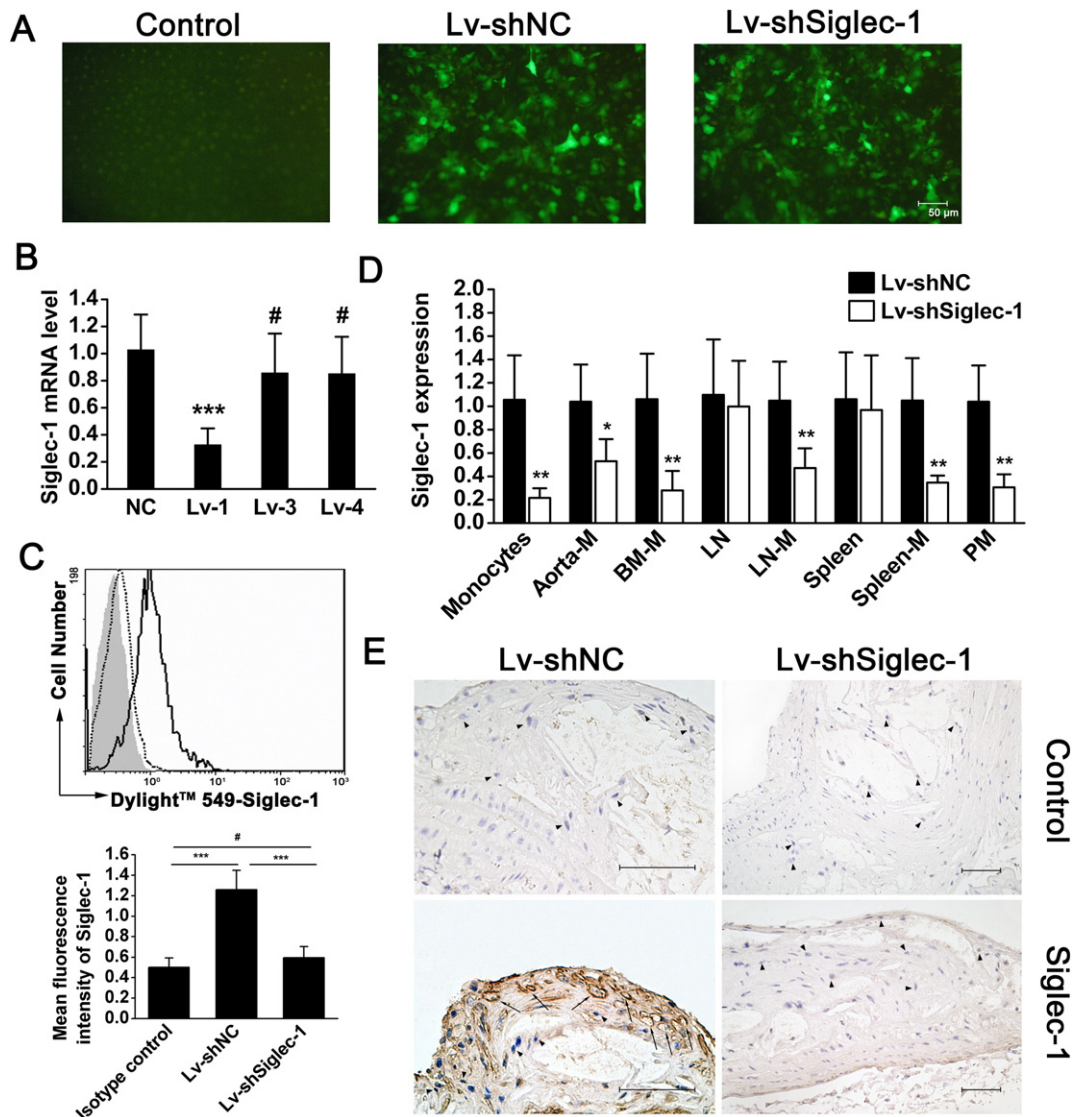 A
Control
Lv-shNC
Lv-shSiglec-1
50 µm
B
Siglec-1 mRNA level
1.4
1.2
1.0
0.8
0.6
0.4
0.2
0.0
***
#
#
NC Lv-1 Lv-3 Lv-4
D
Siglec-1 expression
2.0
1.8
1.6
1.4
1.2
1.0
0.8
0.6
0.4
0.2
0.0
Lv-shNC
Lv-shSiglec-1
**
*
**
**
**
**
Monocytes
Aorta-M
BM-M
LN
LN-M
Spleen
Spleen-M
PM
C
Cell Number
198
10⁰ 10¹ 10² 10³
Dylight™ 549-Siglec-1
Mean fluorescence
intensity of Siglec-1
1.6
1.4
1.2
1.0
0.8
0.6
0.4
0.2
0.0
#
*** ***
Isotype control
Lv-shNC
Lv-shSiglec-1
E
Lv-shNC
Lv-shSiglec-1
Control
Siglec-1